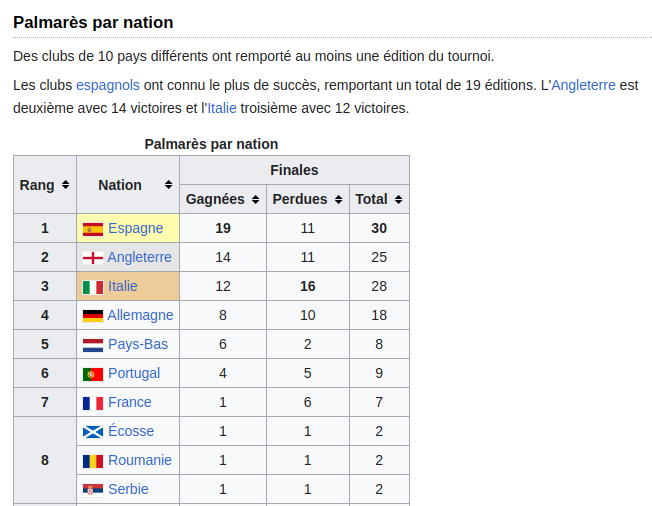 Palmarès par nation
Des clubs de 10 pays différents ont remporté au moins une édition du tournoi.
Les clubs espagnols ont connu le plus de succès, remportant un total de 19 éditions. L'Angleterre est
deuxième avec 14 victoires et l'Italie troisième avec 12 victoires.
Palmarès par nation
Rang Nation Finales
Gagnées Perdues Total
1 Espagne 19 11 30
2 Angleterre 14 11 25
3 Italie 12 16 28
4 Allemagne 8 10 18
5 Pays-Bas 6 2 8
6 Portugal 4 5 9
7 France 1 6 7
8 Écosse 1 1 2
Roumanie 1 1 2
Serbie 1 1 2